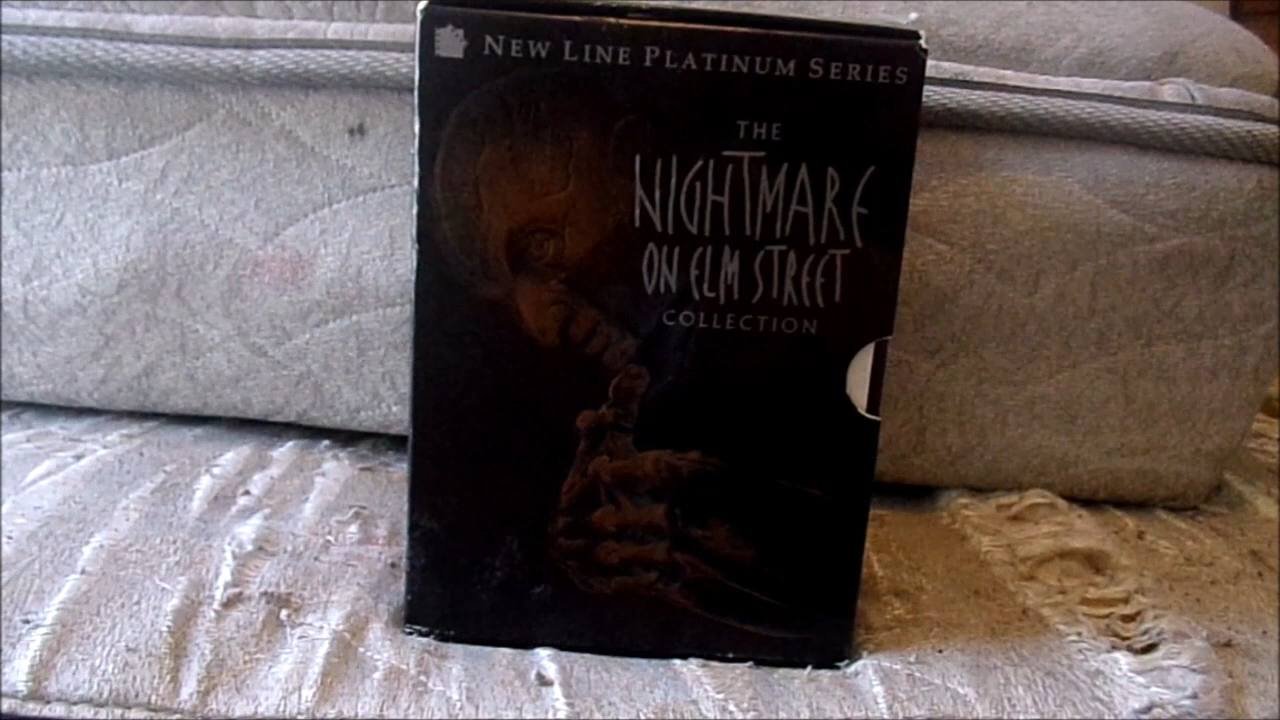 NEW LINE PLATINUM SERIES
THE
NIGHTMARE
ON ELM STREET
COLLECTION